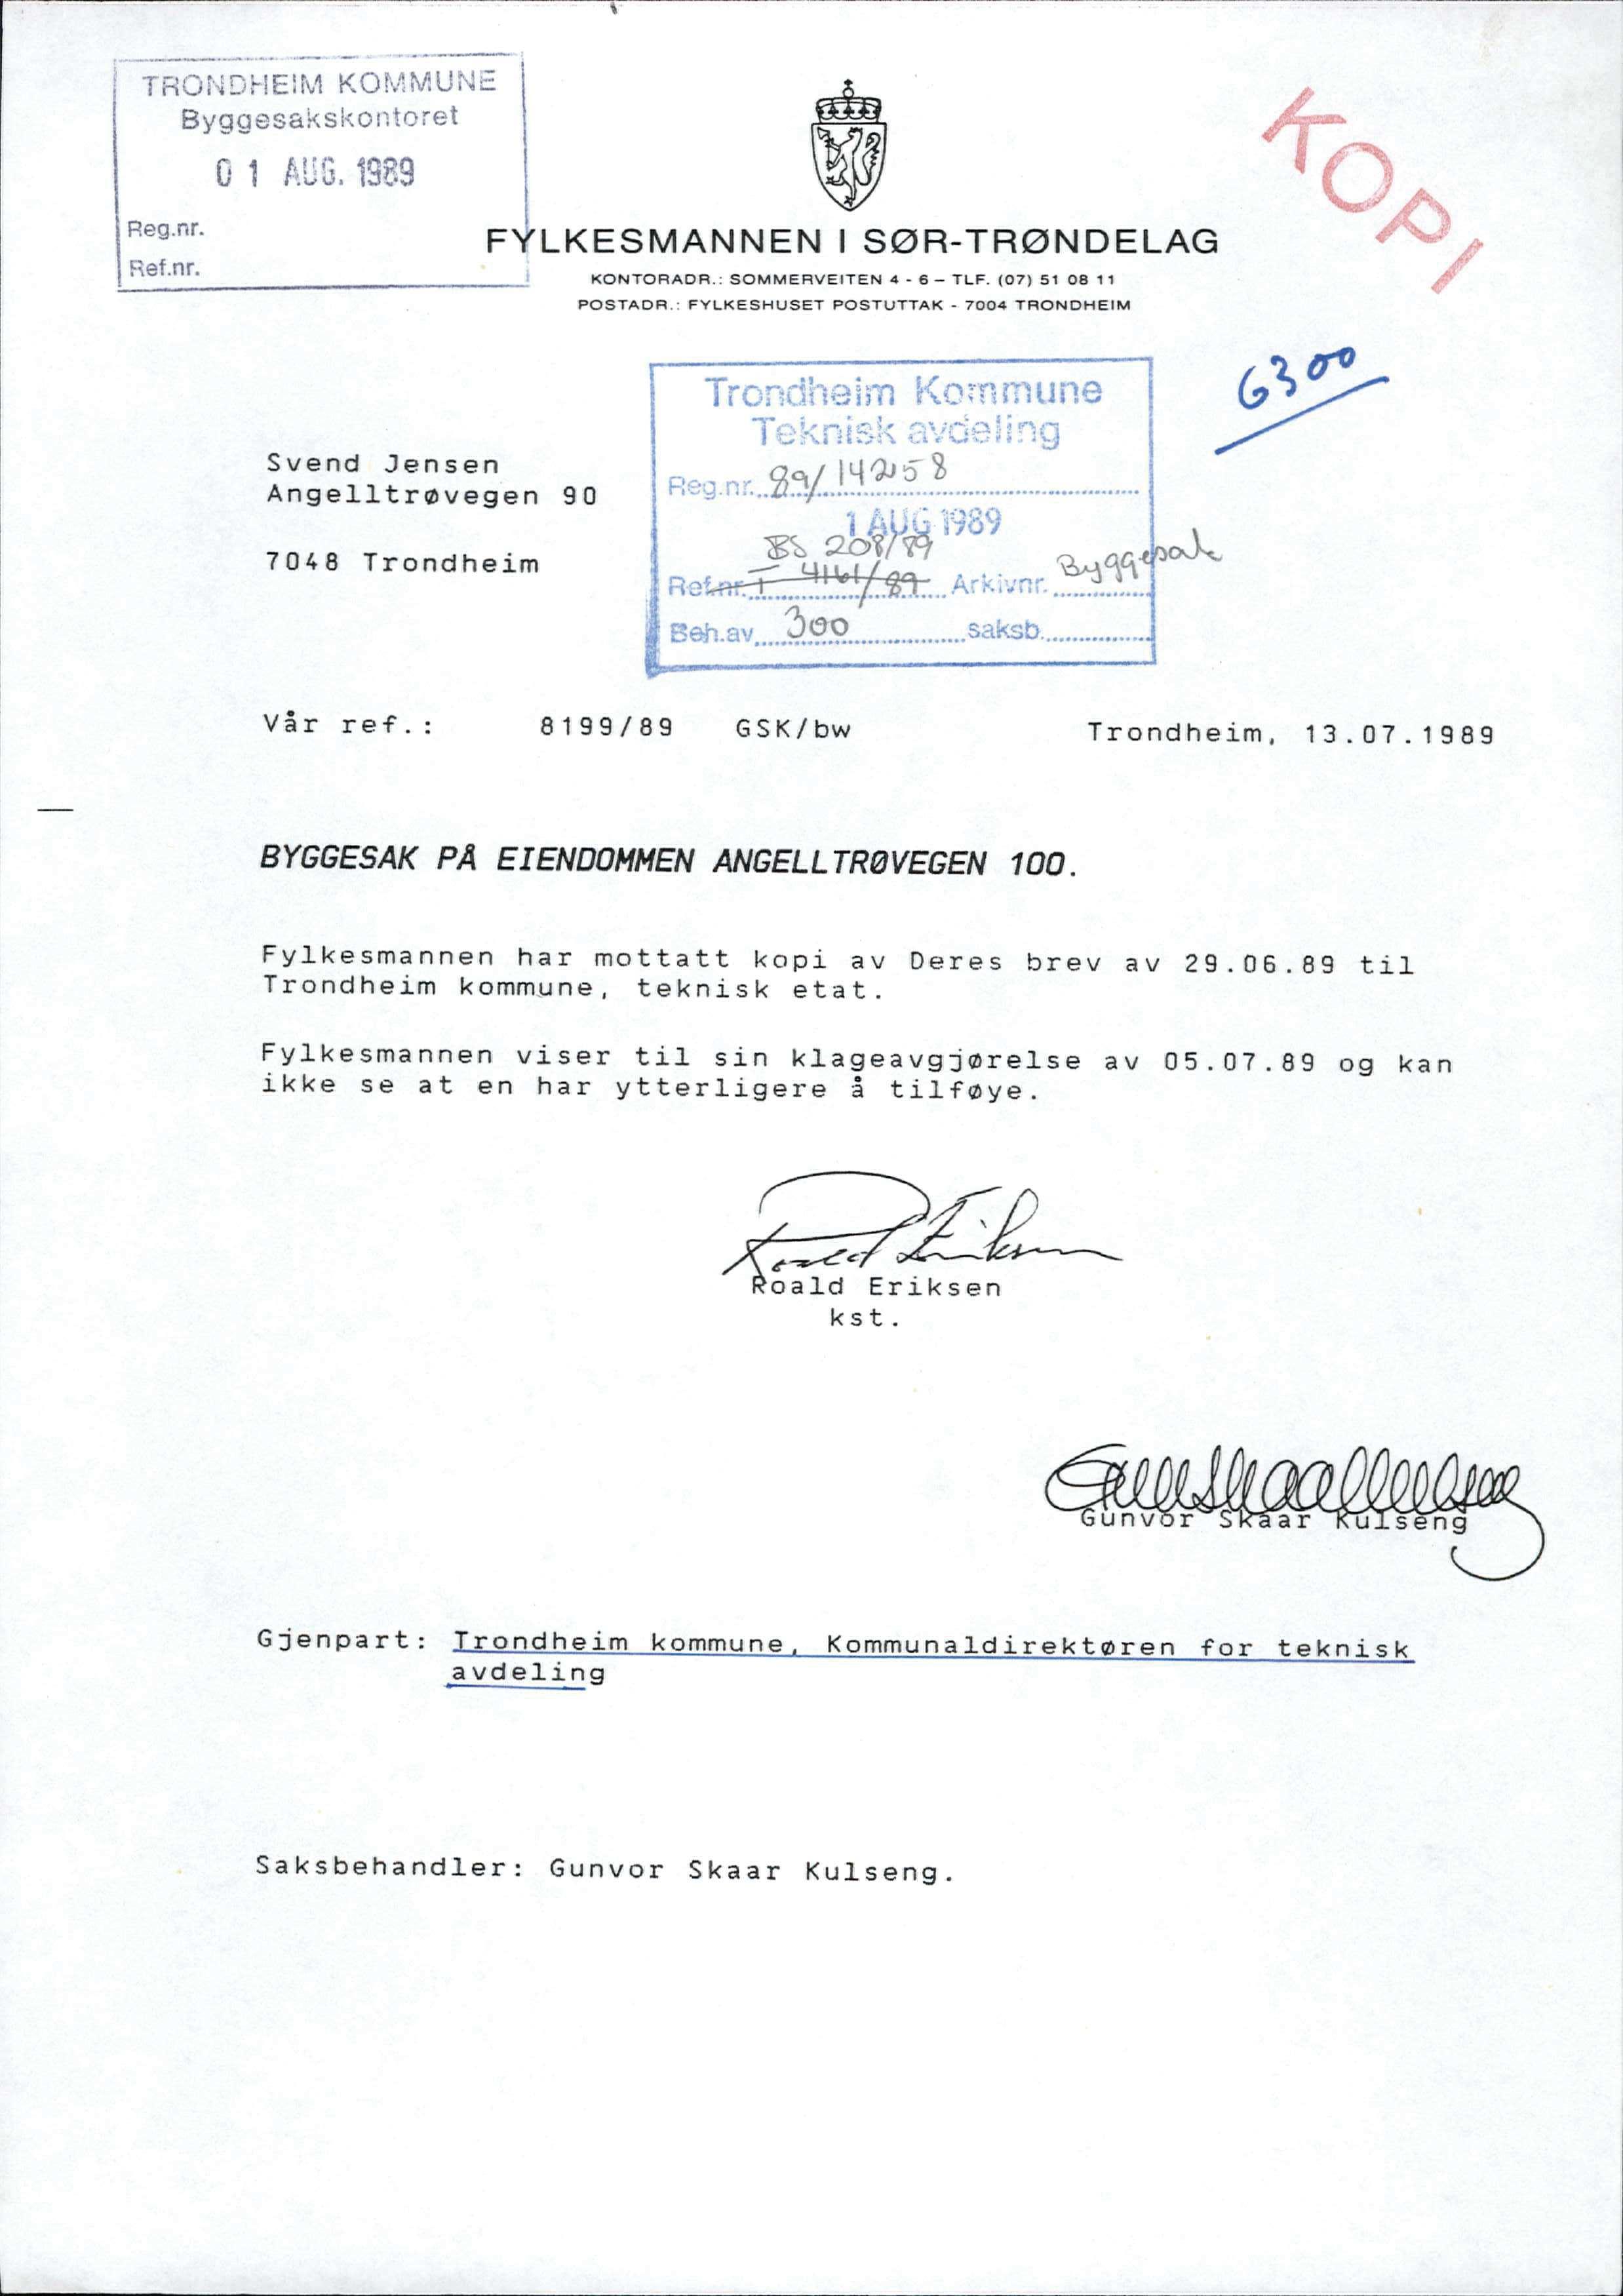 TRONDHEIM KOMMUNE
Byggesakskontoret
01 AUG. 1989
Reg.nr.
Ref.nr.
KOPI
FYLKESMANNEN I SØR-TRØNDELAG
KONTORADR.: SOMMERVEITEN 4 - 6 – TLF. (07) 51 08 11
POSTADR.: FYLKESHUSET POSTUTTAK - 7004 TRONDHEIM
6300
Trondheim Kommune
Teknisk avdeling
Reg.nr. 89/14258
1 AUG 1989
BS 208/89
Ref.nr. 4161/89 Arkivnr. Byggesak
Beh.av 300 saksb.
Svend Jensen
Angelltrøvegen 90
7048 Trondheim
Vår ref.: 8199/89 GSK/bw Trondheim, 13.07.1989
BYGGESAK PÅ EIENDOMMEN ANGELLTRØVEGEN 100.
Fylkesmannen har mottatt kopi av Deres brev av 29.06.89 til
Trondheim kommune, teknisk etat.
Fylkesmannen viser til sin klageavgjørelse av 05.07.89 og kan
ikke se at en har ytterligere å tilføye.
Roald Eriksen
Roald Eriksen
kst.
Gunvor Skaar Kulseng
Gjenpart: Trondheim kommune, Kommunaldirektøren for teknisk
avdeling
Saksbehandler: Gunvor Skaar Kulseng.